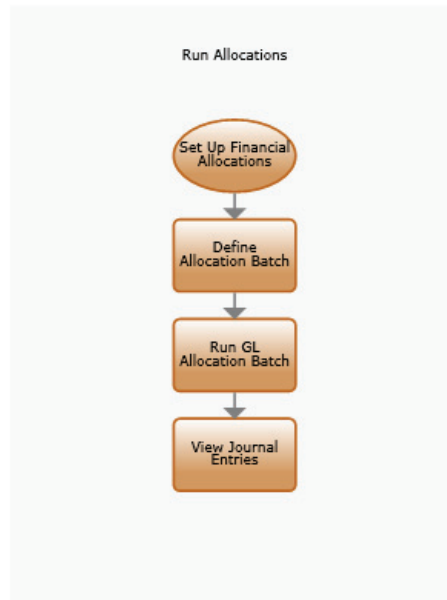 Run Allocations
Set Up Financial
Allocations
Define
Allocation Batch
Run GL
Allocation Batch
View Journal
Entries